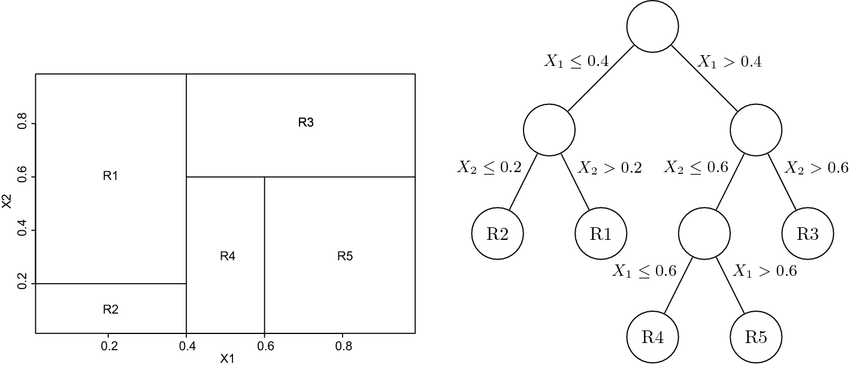 0.8
0.6
0.4
0.2
X2
R1
R2
R3
R4
R5
0.2
0.4
0.6
0.8
X1
X₁ ≤ 0.4
X₁ > 0.4
X₂ ≤ 0.2
X₂ > 0.2
X₂ ≤ 0.6
X₂ > 0.6
R2
R1
R3
X₁ ≤ 0.6
X₁ > 0.6
R4
R5